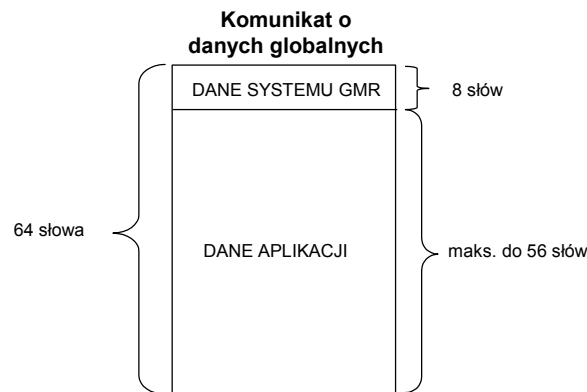 Komunikat o
danych globalnych
DANE SYSTEMU GMR
8 słów
64 słowa
DANE APLIKACJI
maks. do 56 słów